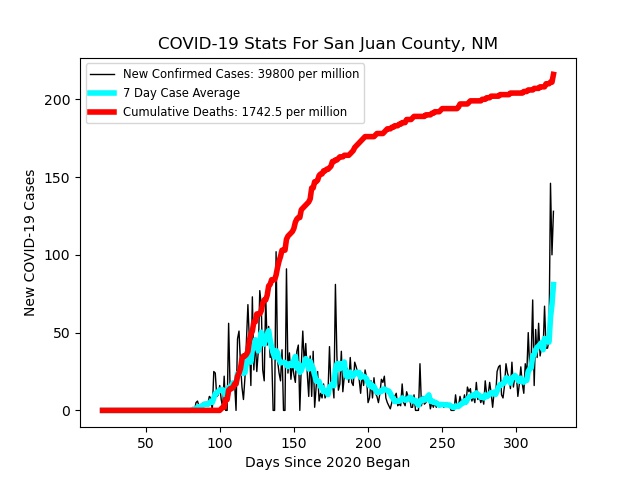 COVID-19 Stats For San Juan County, NM
New Confirmed Cases: 39800 per million
7 Day Case Average
Cumulative Deaths: 1742.5 per million
New COVID-19 Cases
200
150
100
50
0
50 100 150 200 250 300
Days Since 2020 Began